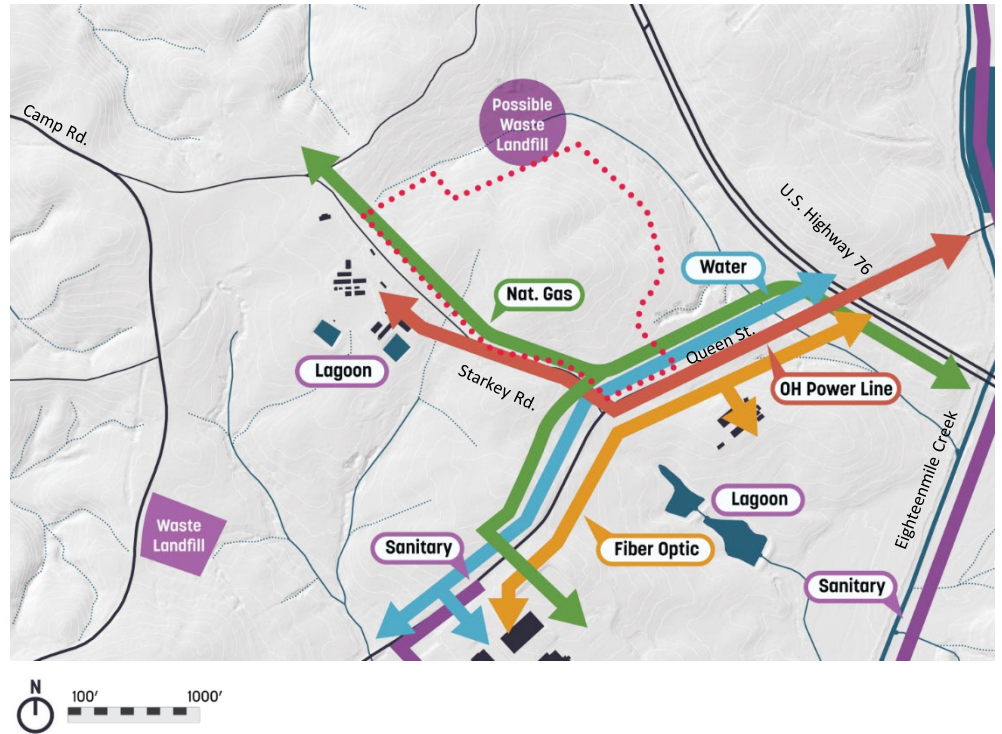 Possible
Waste
Landfill
Camp Rd.
U.S. Highway 76
Water
Nat. Gas
Queen St.
Lagoon
Starkey Rd.
OH Power Line
Eighteenmile Creek
Lagoon
Waste
Landfill
Sanitary
Fiber Optic
Sanitary
N
100' 1000'